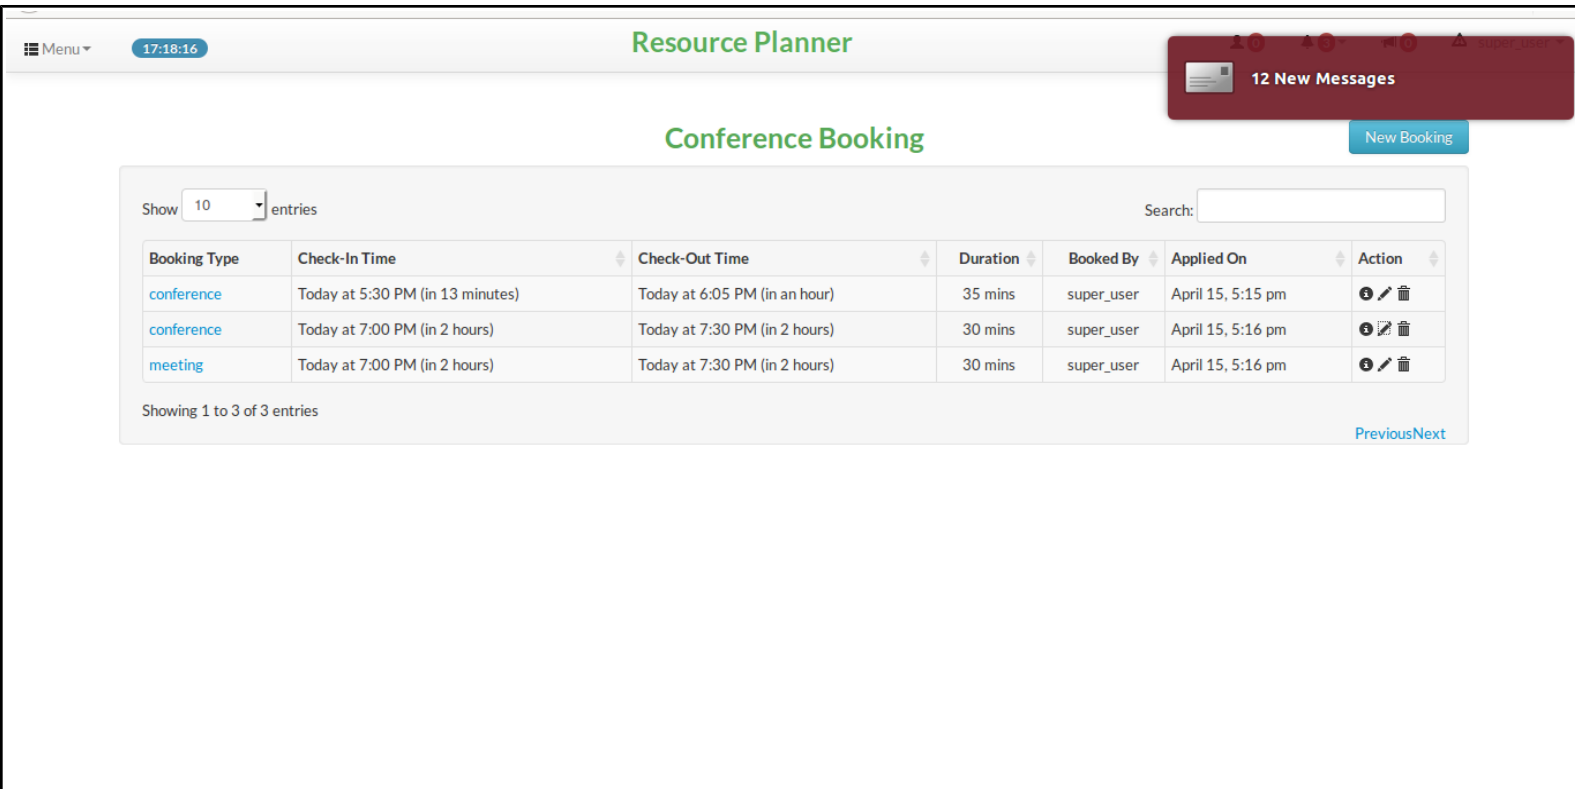 Menu 17:18:16 Resource Planner 0 3 0 super_user
12 New Messages
Conference Booking New Booking
Show 10 entries Search:
Booking Type Check-In Time Check-Out Time Duration Booked By Applied On Action
conference Today at 5:30 PM (in 13 minutes) Today at 6:05 PM (in an hour) 35 mins super_user April 15, 5:15 pm
conference Today at 7:00 PM (in 2 hours) Today at 7:30 PM (in 2 hours) 30 mins super_user April 15, 5:16 pm
meeting Today at 7:00 PM (in 2 hours) Today at 7:30 PM (in 2 hours) 30 mins super_user April 15, 5:16 pm
Showing 1 to 3 of 3 entries
PreviousNext